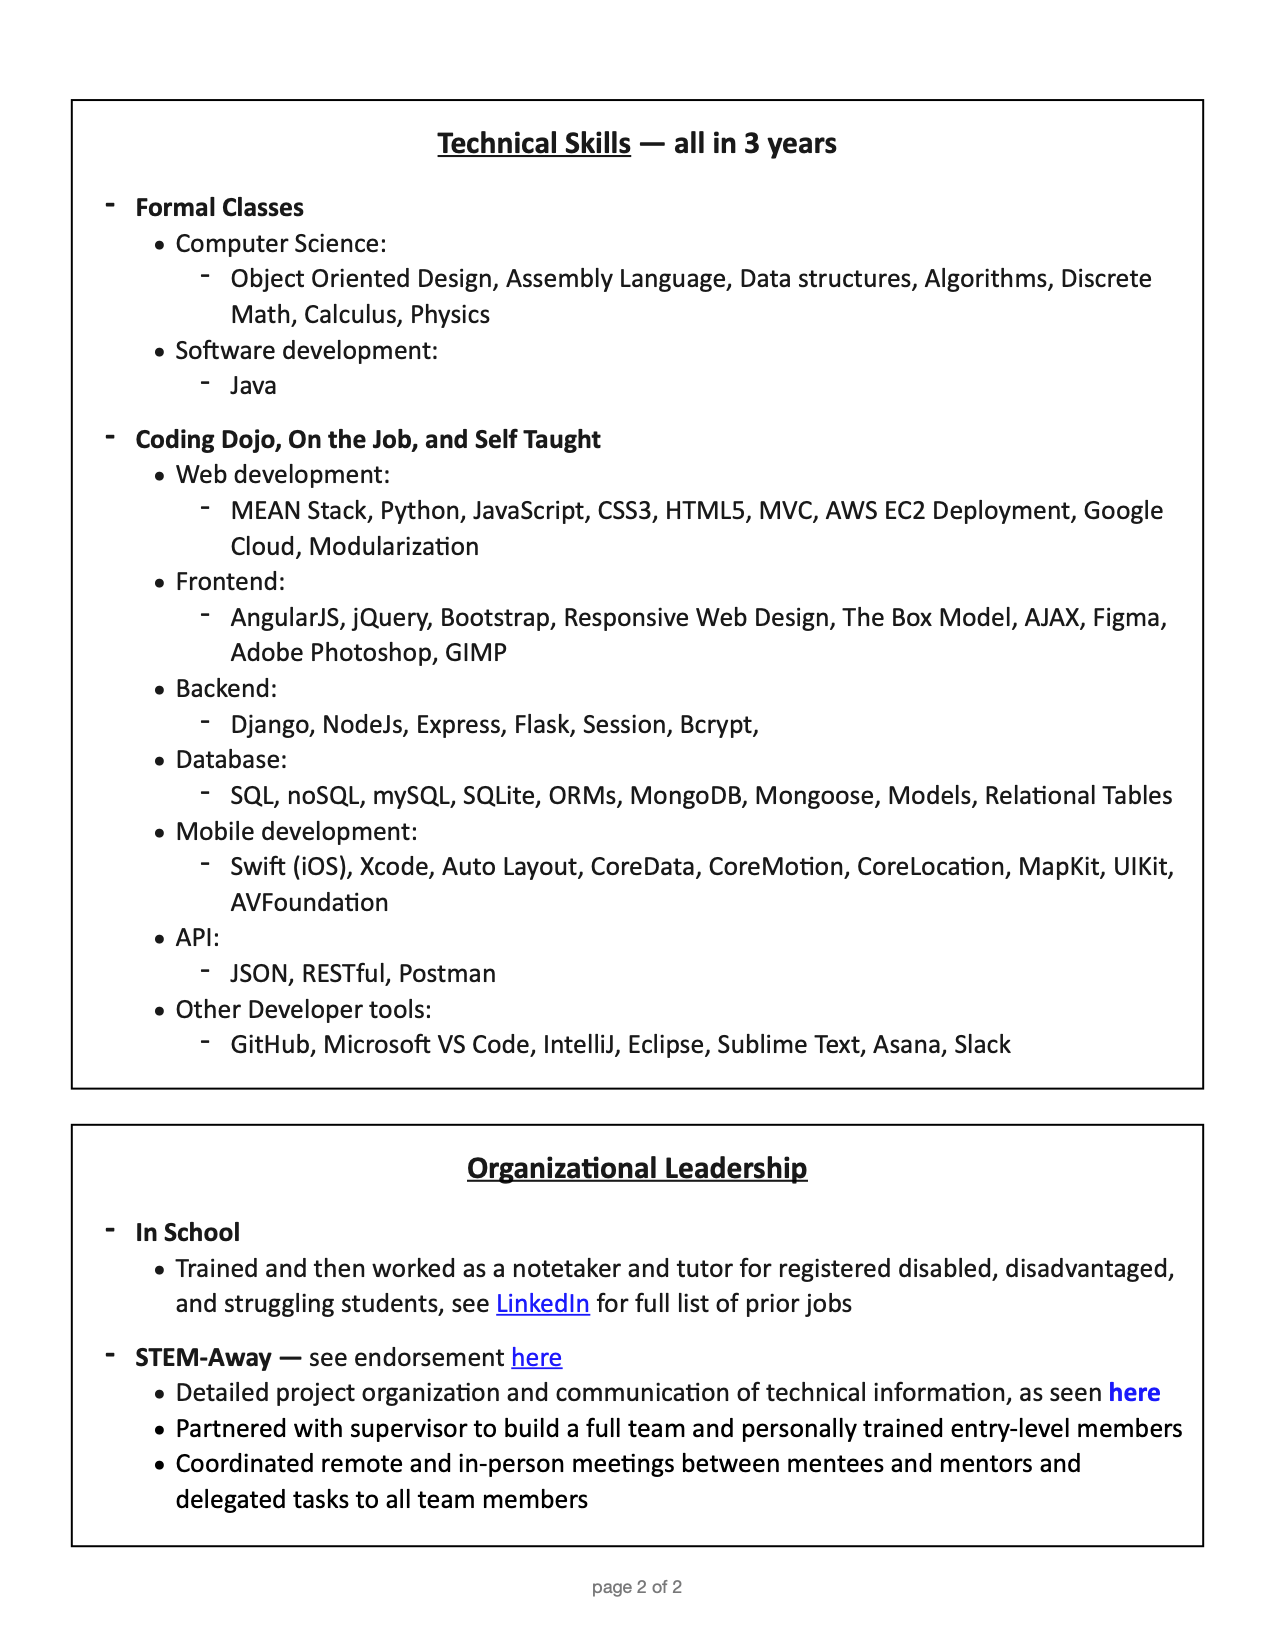 Technical Skills — all in 3 years
- Formal Classes
• Computer Science:
- Object Oriented Design, Assembly Language, Data structures, Algorithms, Discrete
Math, Calculus, Physics
• Software development:
- Java
- Coding Dojo, On the Job, and Self Taught
• Web development:
- MEAN Stack, Python, JavaScript, CSS3, HTML5, MVC, AWS EC2 Deployment, Google
Cloud, Modularization
• Frontend:
- AngularJS, jQuery, Bootstrap, Responsive Web Design, The Box Model, AJAX, Figma,
Adobe Photoshop, GIMP
• Backend:
- Django, NodeJs, Express, Flask, Session, Bcrypt,
• Database:
- SQL, noSQL, mySQL, SQLite, ORMs, MongoDB, Mongoose, Models, Relational Tables
• Mobile development:
- Swift (iOS), Xcode, Auto Layout, CoreData, CoreMotion, CoreLocation, MapKit, UIKit,
AVFoundation
• API:
- JSON, RESTful, Postman
• Other Developer tools:
- GitHub, Microsoft VS Code, IntelliJ, Eclipse, Sublime Text, Asana, Slack
Organizational Leadership
- In School
• Trained and then worked as a notetaker and tutor for registered disabled, disadvantaged,
and struggling students, see LinkedIn for full list of prior jobs
- STEM-Away — see endorsement here
• Detailed project organization and communication of technical information, as seen here
• Partnered with supervisor to build a full team and personally trained entry-level members
• Coordinated remote and in-person meetings between mentees and mentors and
delegated tasks to all team members
page 2 of 2